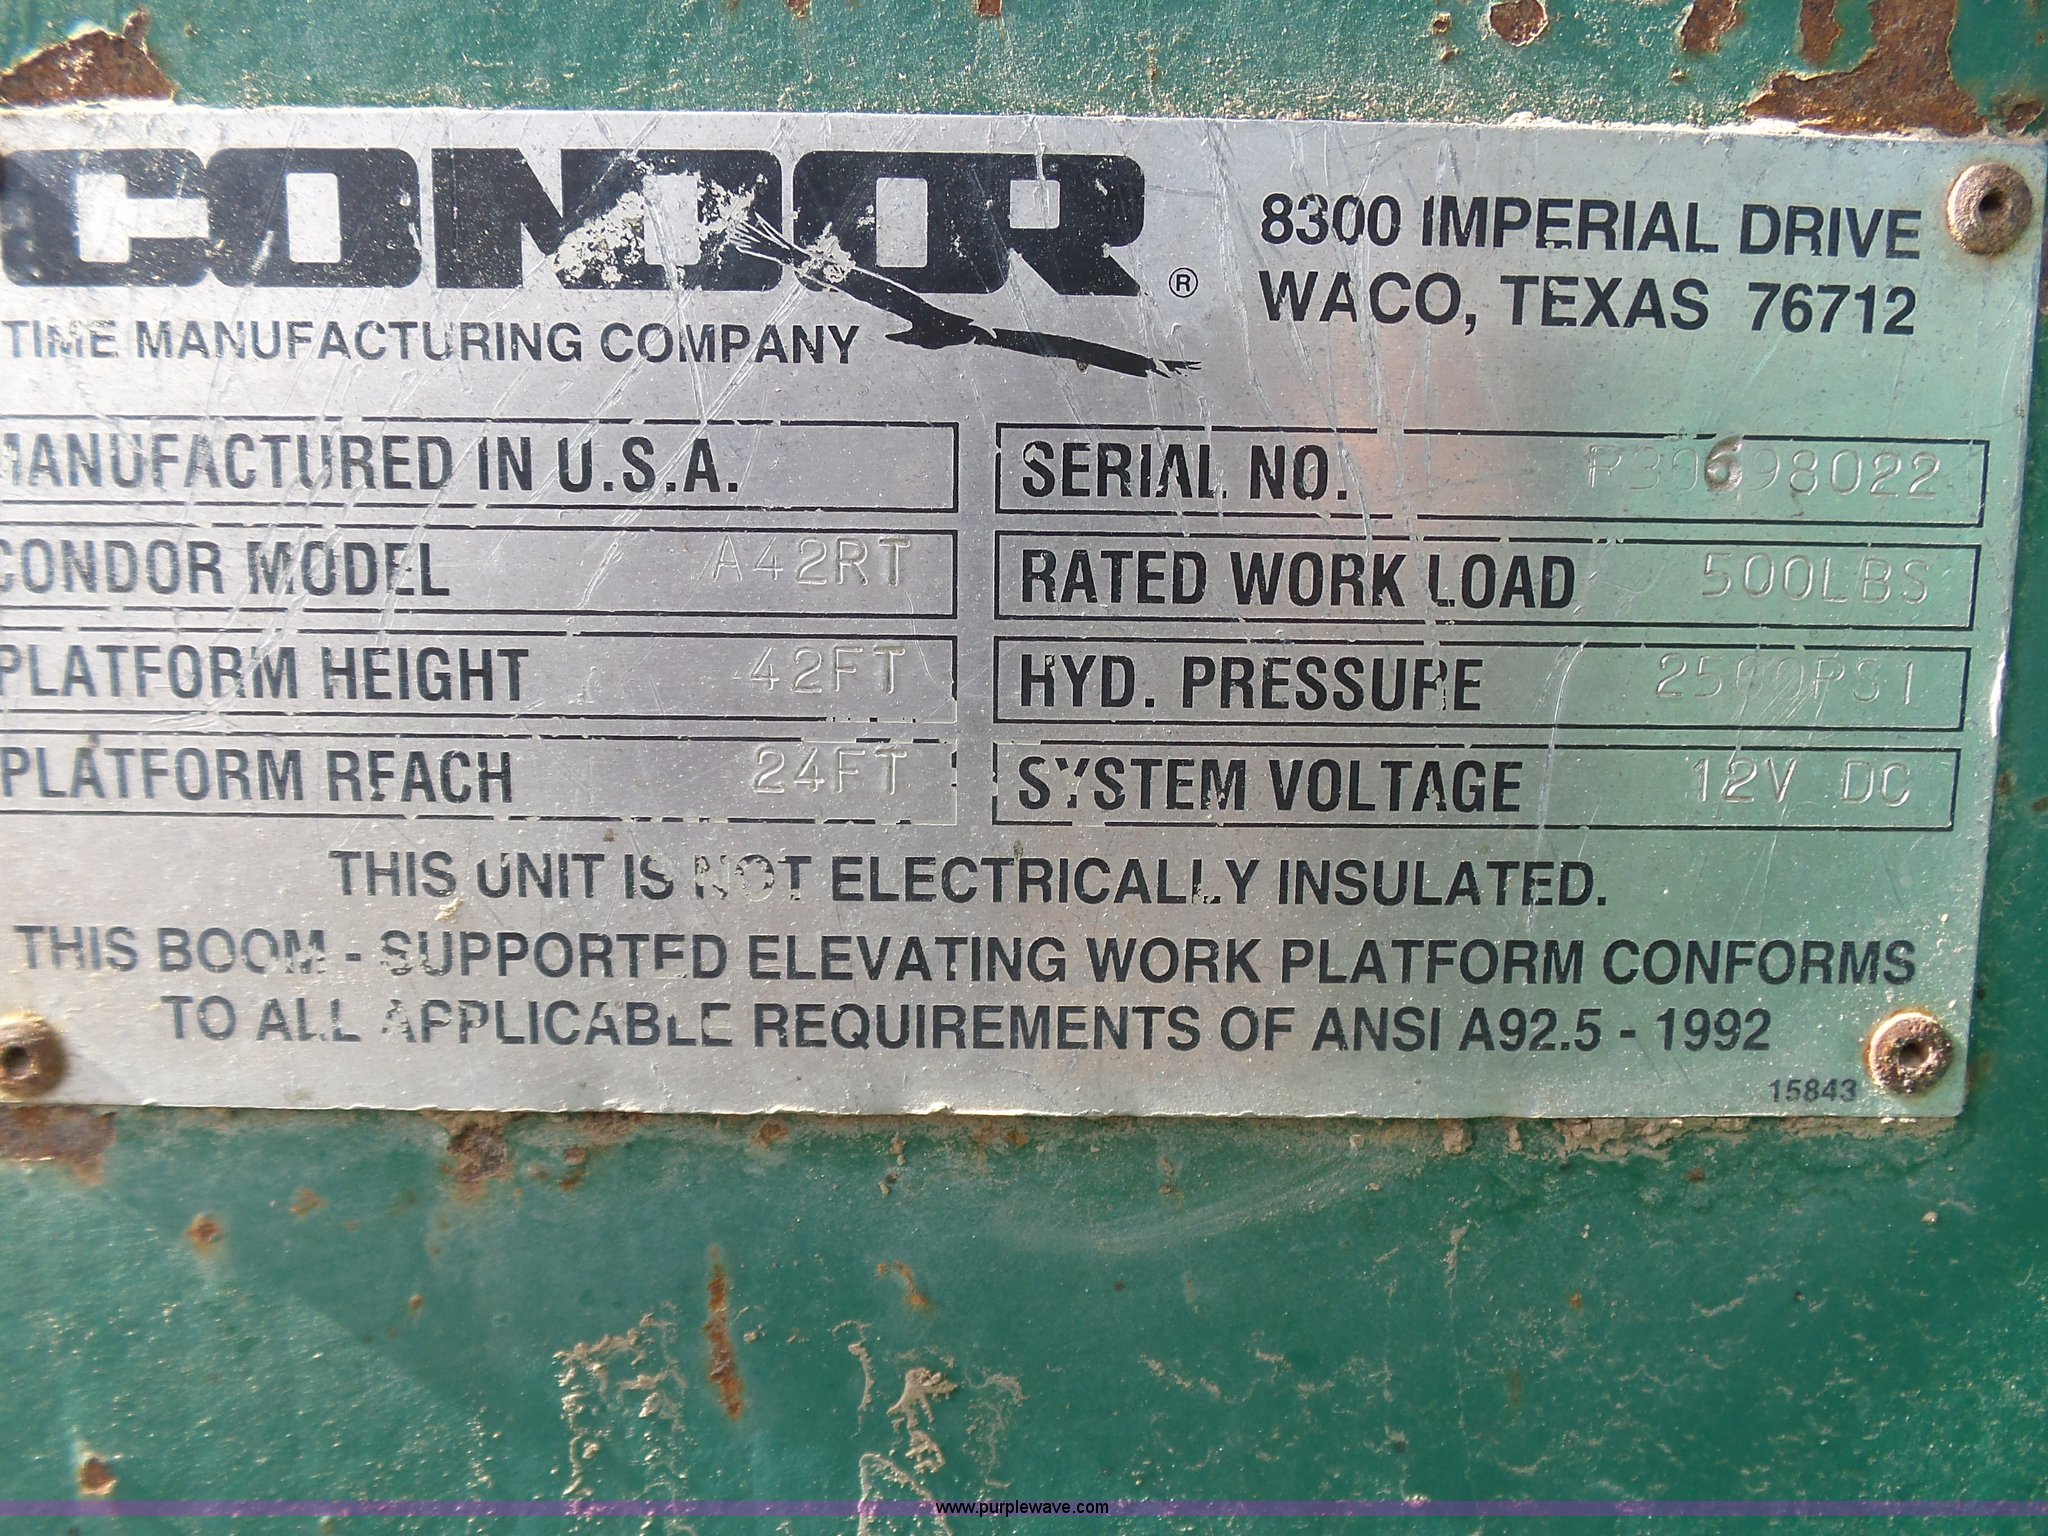 CONDOR ®
8300 IMPERIAL DRIVE
WACO, TEXAS 76712
TIME MANUFACTURING COMPANY
MANUFACTURED IN U.S.A.
SERIAL NO.
CONDOR MODEL A42RT
RATED WORK LOAD 500LBS
PLATFORM HEIGHT 42FT
HYD. PRESSURE 2500PSI
PLATFORM REACH 24FT
SYSTEM VOLTAGE 12V DC
THIS UNIT IS NOT ELECTRICALLY INSULATED.
THIS BOOM - SUPPORTED ELEVATING WORK PLATFORM CONFORMS
TO ALL APPLICABLE REQUIREMENTS OF ANSI A92.5 - 1992
15843
www.purplewave.com